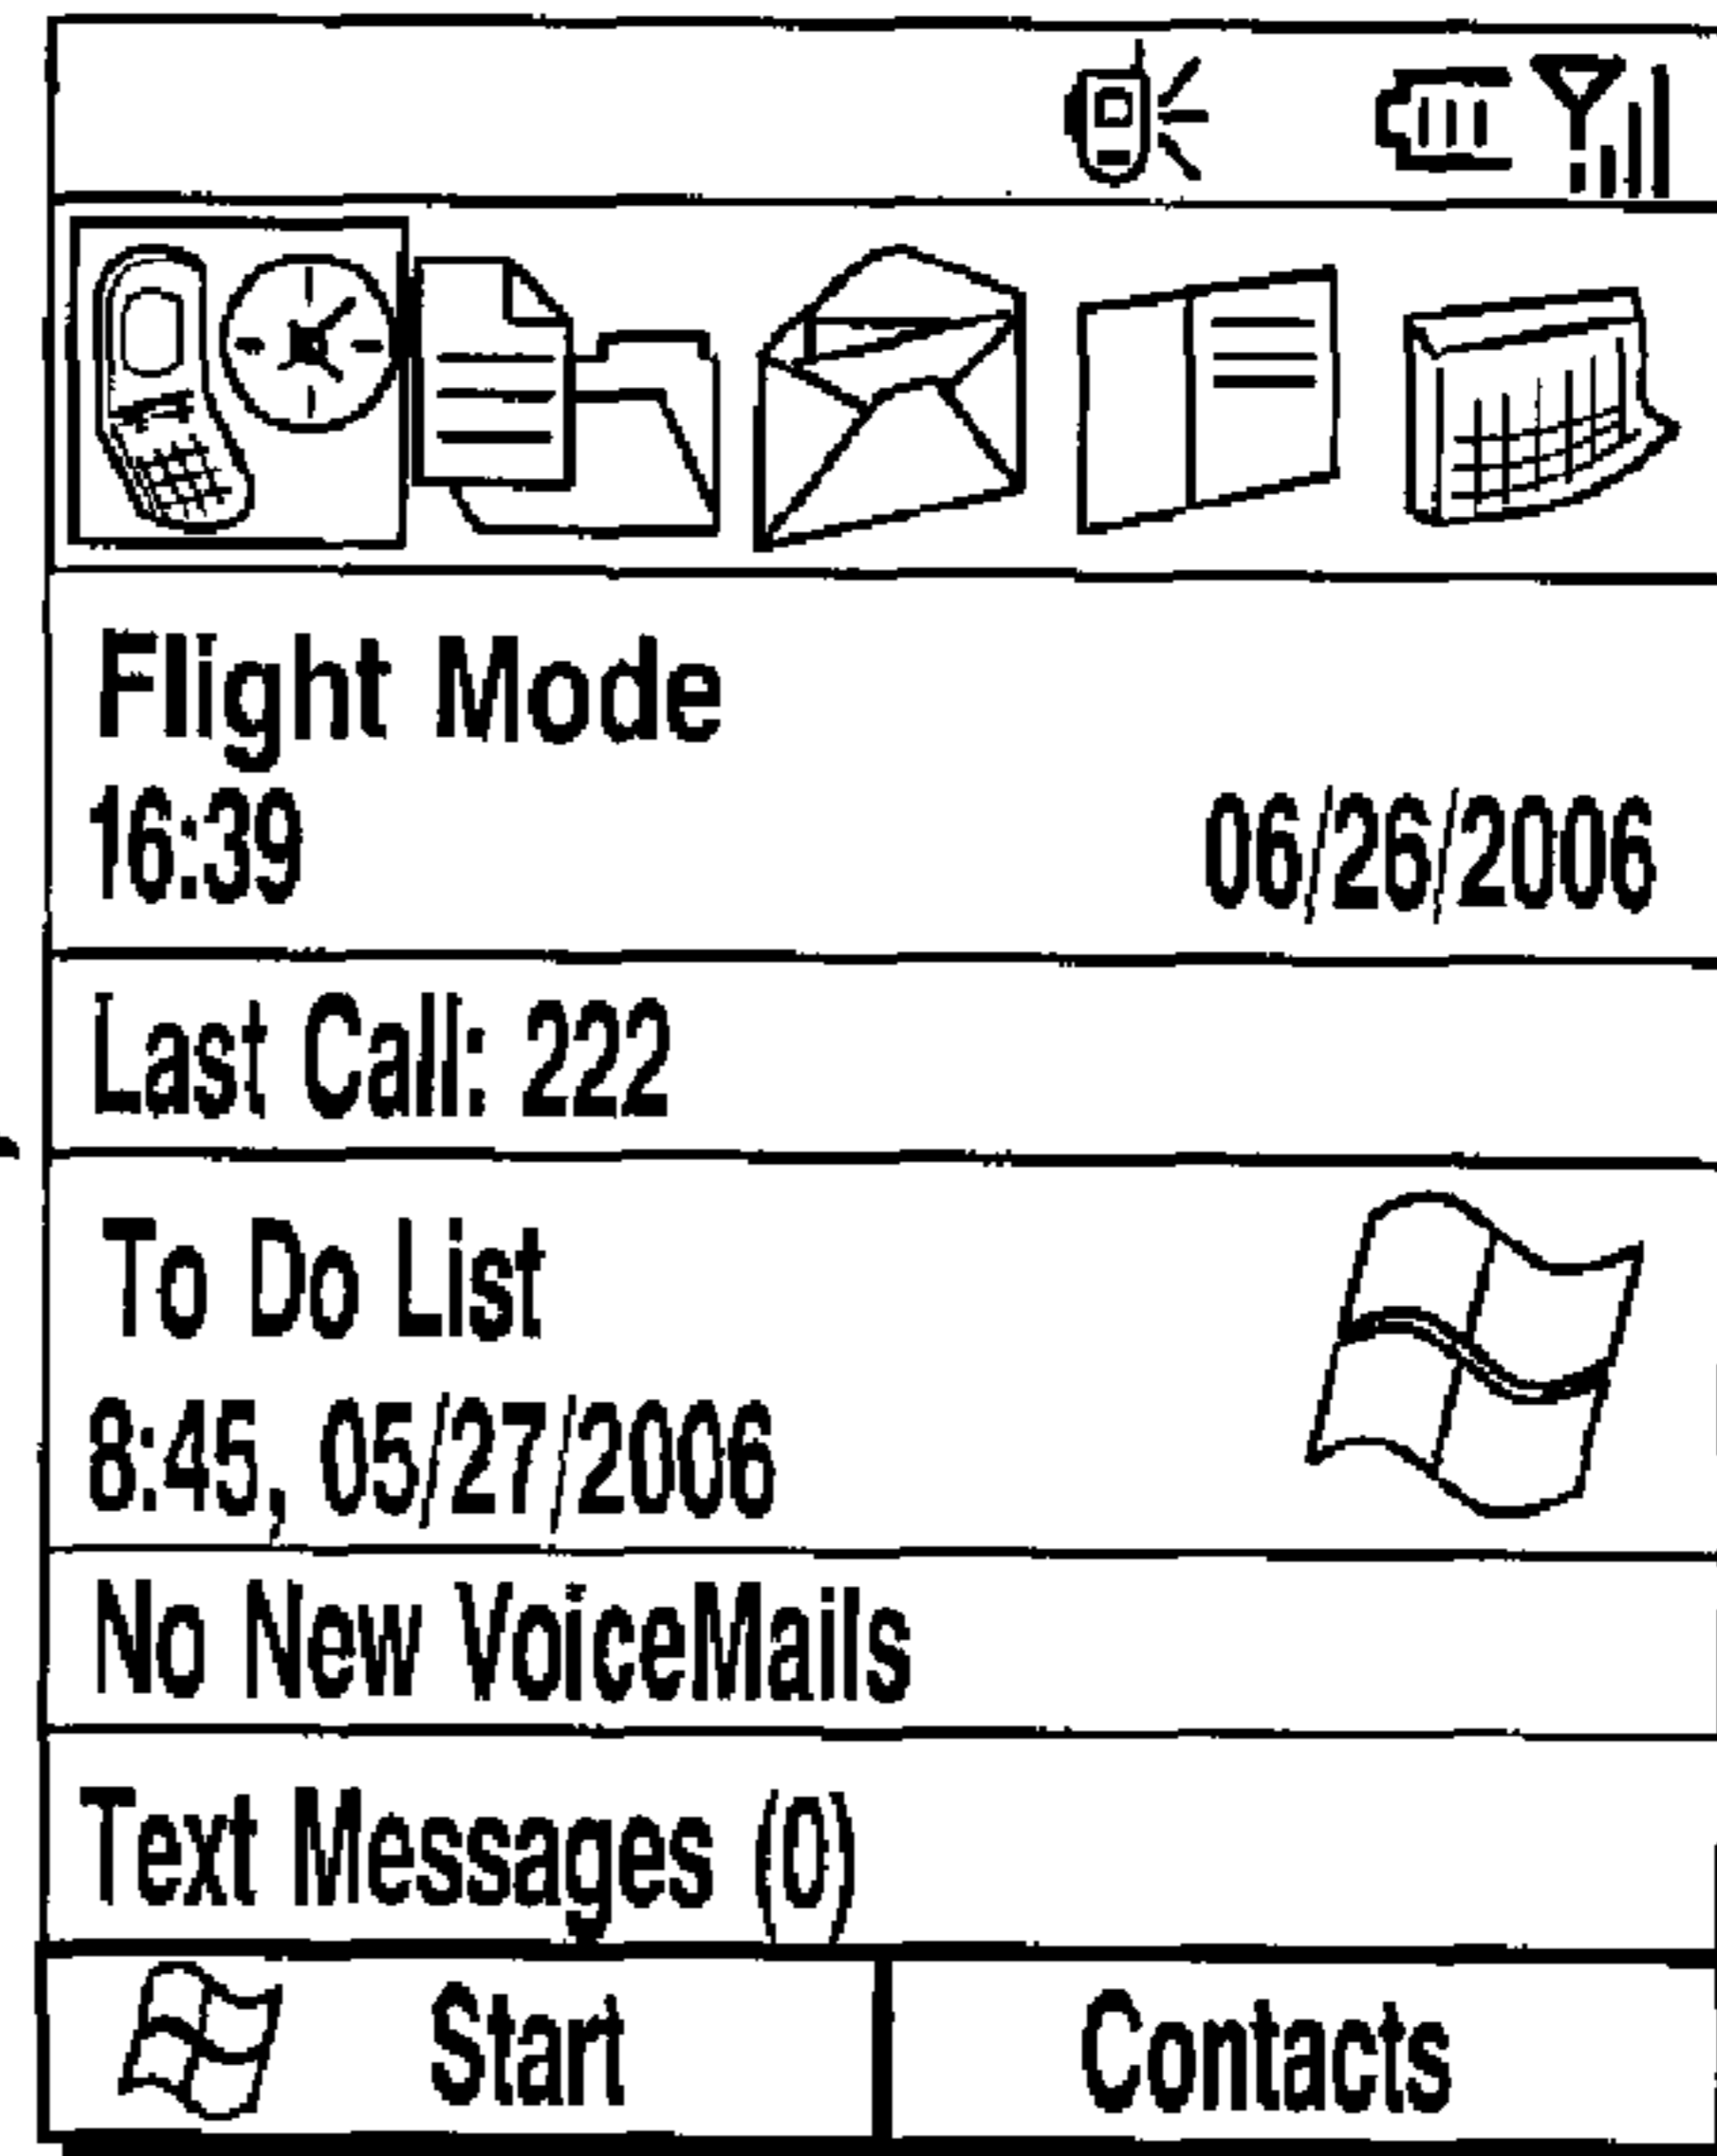 Flight Mode
16:39 06/26/2006
Last Call: 222
To Do List
8:45, 05/27/2006
No New VoiceMails
Text Messages (0)
Start Contacts